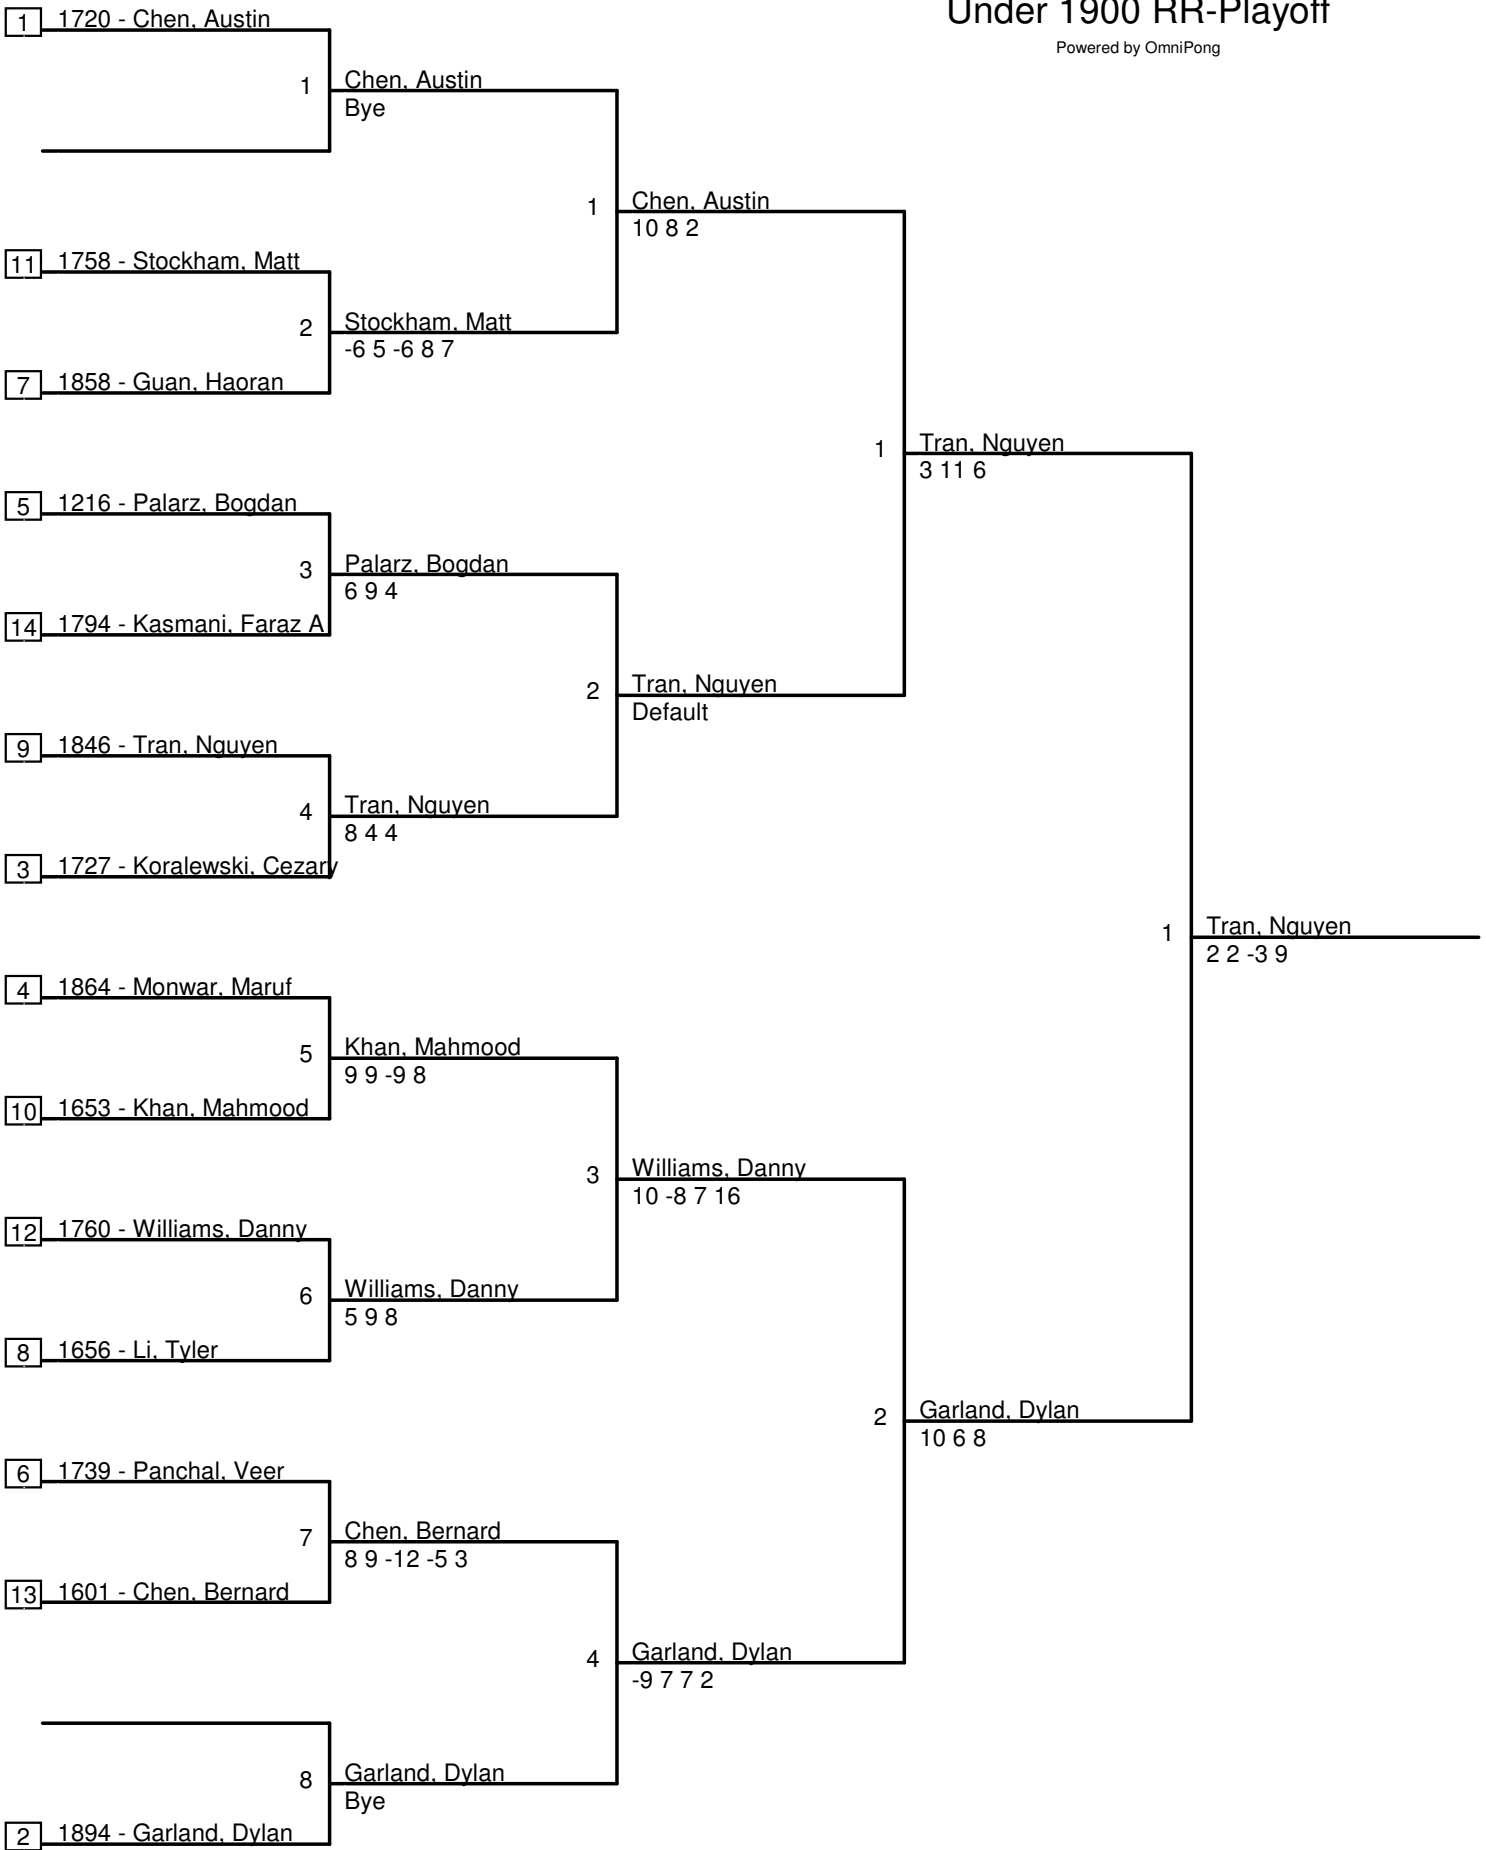 Under 1900 RR-Playoff
Powered by OmniPong
1 1720 - Chen, Austin
1 Chen, Austin
Bye
1 Chen, Austin
10 8 2
11 1758 - Stockham, Matt
2 Stockham, Matt
-6 5 -6 8 7
7 1858 - Guan, Haoran
1 Tran, Nguyen
3 11 6
5 1216 - Palarz, Bogdan
3 Palarz, Bogdan
6 9 4
14 1794 - Kasmani, Faraz A
2 Tran, Nguyen
Default
9 1846 - Tran, Nguyen
4 Tran, Nguyen
8 4 4
3 1727 - Koralewski, Cezary
1 Tran, Nguyen
2 2 -3 9
4 1864 - Monwar, Maruf
5 Khan, Mahmood
9 9 -9 8
10 1653 - Khan, Mahmood
3 Williams, Danny
10 -8 7 16
12 1760 - Williams, Danny
6 Williams, Danny
5 9 8
8 1656 - Li, Tyler
2 Garland, Dylan
10 6 8
6 1739 - Panchal, Veer
7 Chen, Bernard
8 9 -12 -5 3
13 1601 - Chen, Bernard
4 Garland, Dylan
-9 7 7 2
8 Garland, Dylan
Bye
2 1894 - Garland, Dylan